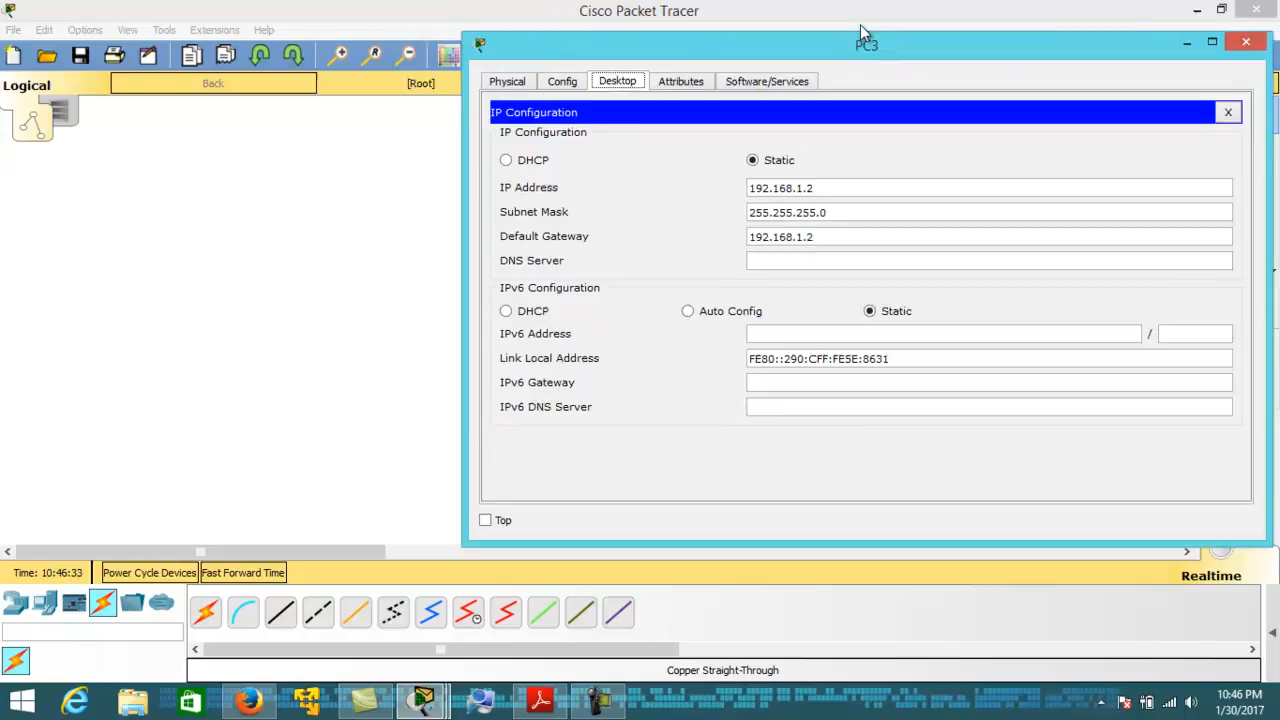 Cisco Packet Tracer
File Edit Options View Tools Extensions Help
PC3
Logical
Back
[Root]
Physical Config Desktop Attributes Software/Services
IP Configuration
X
IP Configuration
DHCP
Static
IP Address
192.168.1.2
Subnet Mask
255.255.255.0
Default Gateway
192.168.1.2
DNS Server
IPv6 Configuration
DHCP
Auto Config
Static
IPv6 Address
/
Link Local Address
FE80::290:CFF:FE5E:8631
IPv6 Gateway
IPv6 DNS Server
Top
Time: 10:46:33
Power Cycle Devices
Fast Forward Time
Realtime
Copper Straight-Through
10:46 PM
1/30/2017